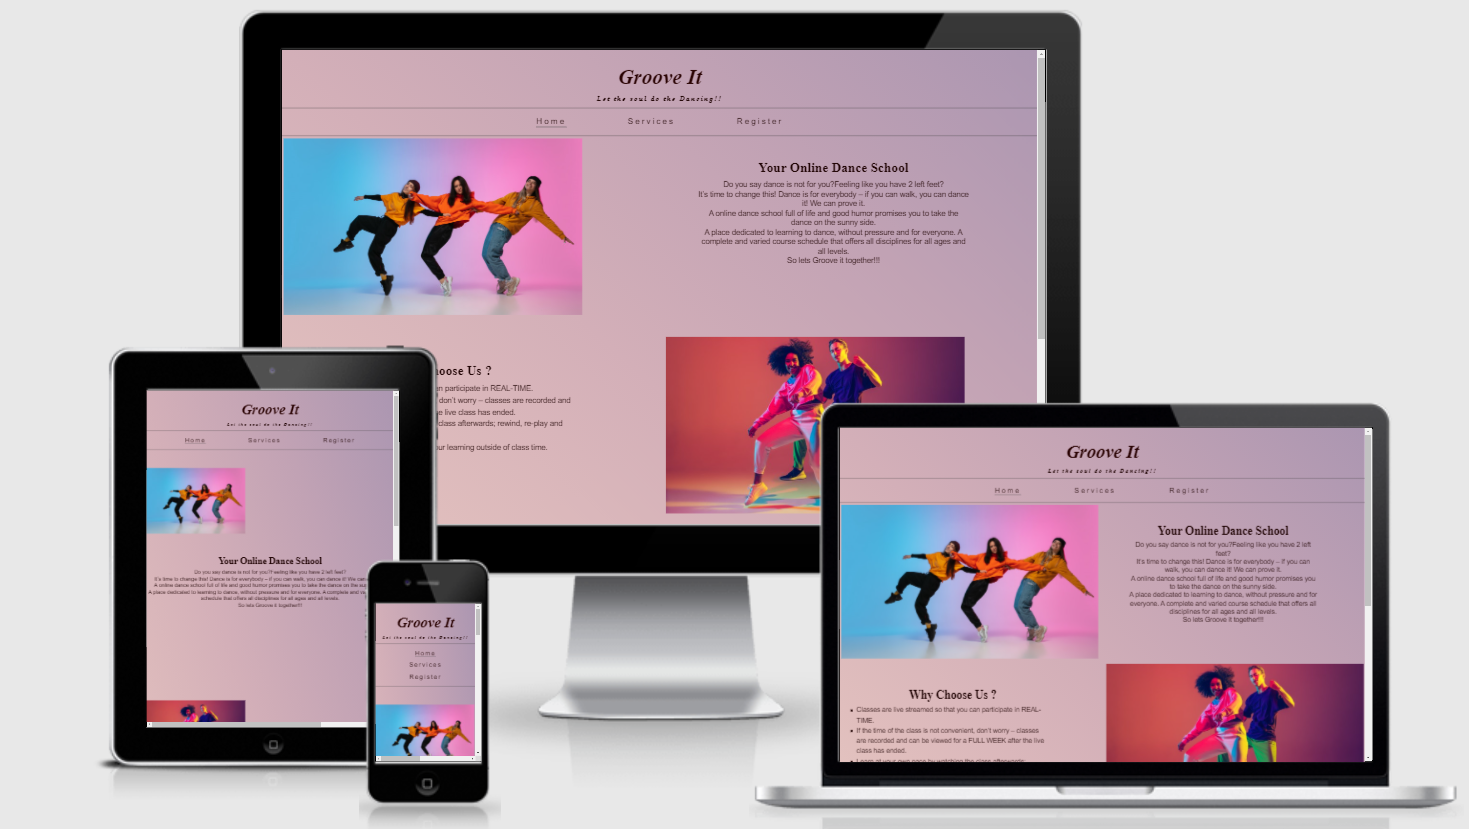 Groove It
Let the soul do the Dancing!!
Home Services Register
Your Online Dance School
Do you say dance is not for you?Feeling like you have 2 left feet?
It's time to change this! Dance is for everybody – if you can walk, you can dance
it! We can prove it.
A online dance school full of life and good humor promises you to take the
dance on the sunny side.
A place dedicated to learning to dance, without pressure and for everyone. A
complete and varied course schedule that offers all disciplines for all ages and
all levels.
So lets Groove it together!!!
hoose Us ?
participate in REAL-TIME.
don't worry – classes are recorded and
live class has ended.
class afterwards; rewind, re-play and
ur learning outside of class time.
Groove It
Let the soul do the Dancing!!
Home Services Register
Your Online Dance School
Do you say dance is not for you?Feeling like you have 2 left feet?
It's time to change this! Dance is for everybody – if you can walk, you can dance it! We can
A online dance school full of life and good humor promises you to take the dance on the
A place dedicated to learning to dance, without pressure and for everyone. A complete and
schedule that offers all disciplines for all ages and all levels.
So lets Groove it together!!!
Groove It
Let the soul do the Dancing!!
Home
Services
Register
Groove It
Let the soul do the Dancing!!
Home Services Register
Your Online Dance School
Do you say dance is not for you?Feeling like you have 2 left
feet?
It's time to change this! Dance is for everybody – if you can
walk, you can dance it! We can prove it.
A online dance school full of life and good humor promises you
to take the dance on the sunny side.
A place dedicated to learning to dance, without pressure and for
everyone. A complete and varied course schedule that offers all
disciplines for all ages and all levels.
So lets Groove it together!!!
Why Choose Us ?
Classes are live streamed so that you can participate in REAL-
TIME.
If the time of the class is not convenient, don't worry – classes
are recorded and can be viewed for a FULL WEEK after the live
class has ended.
Learn at your own pace by watching the class afterwards;